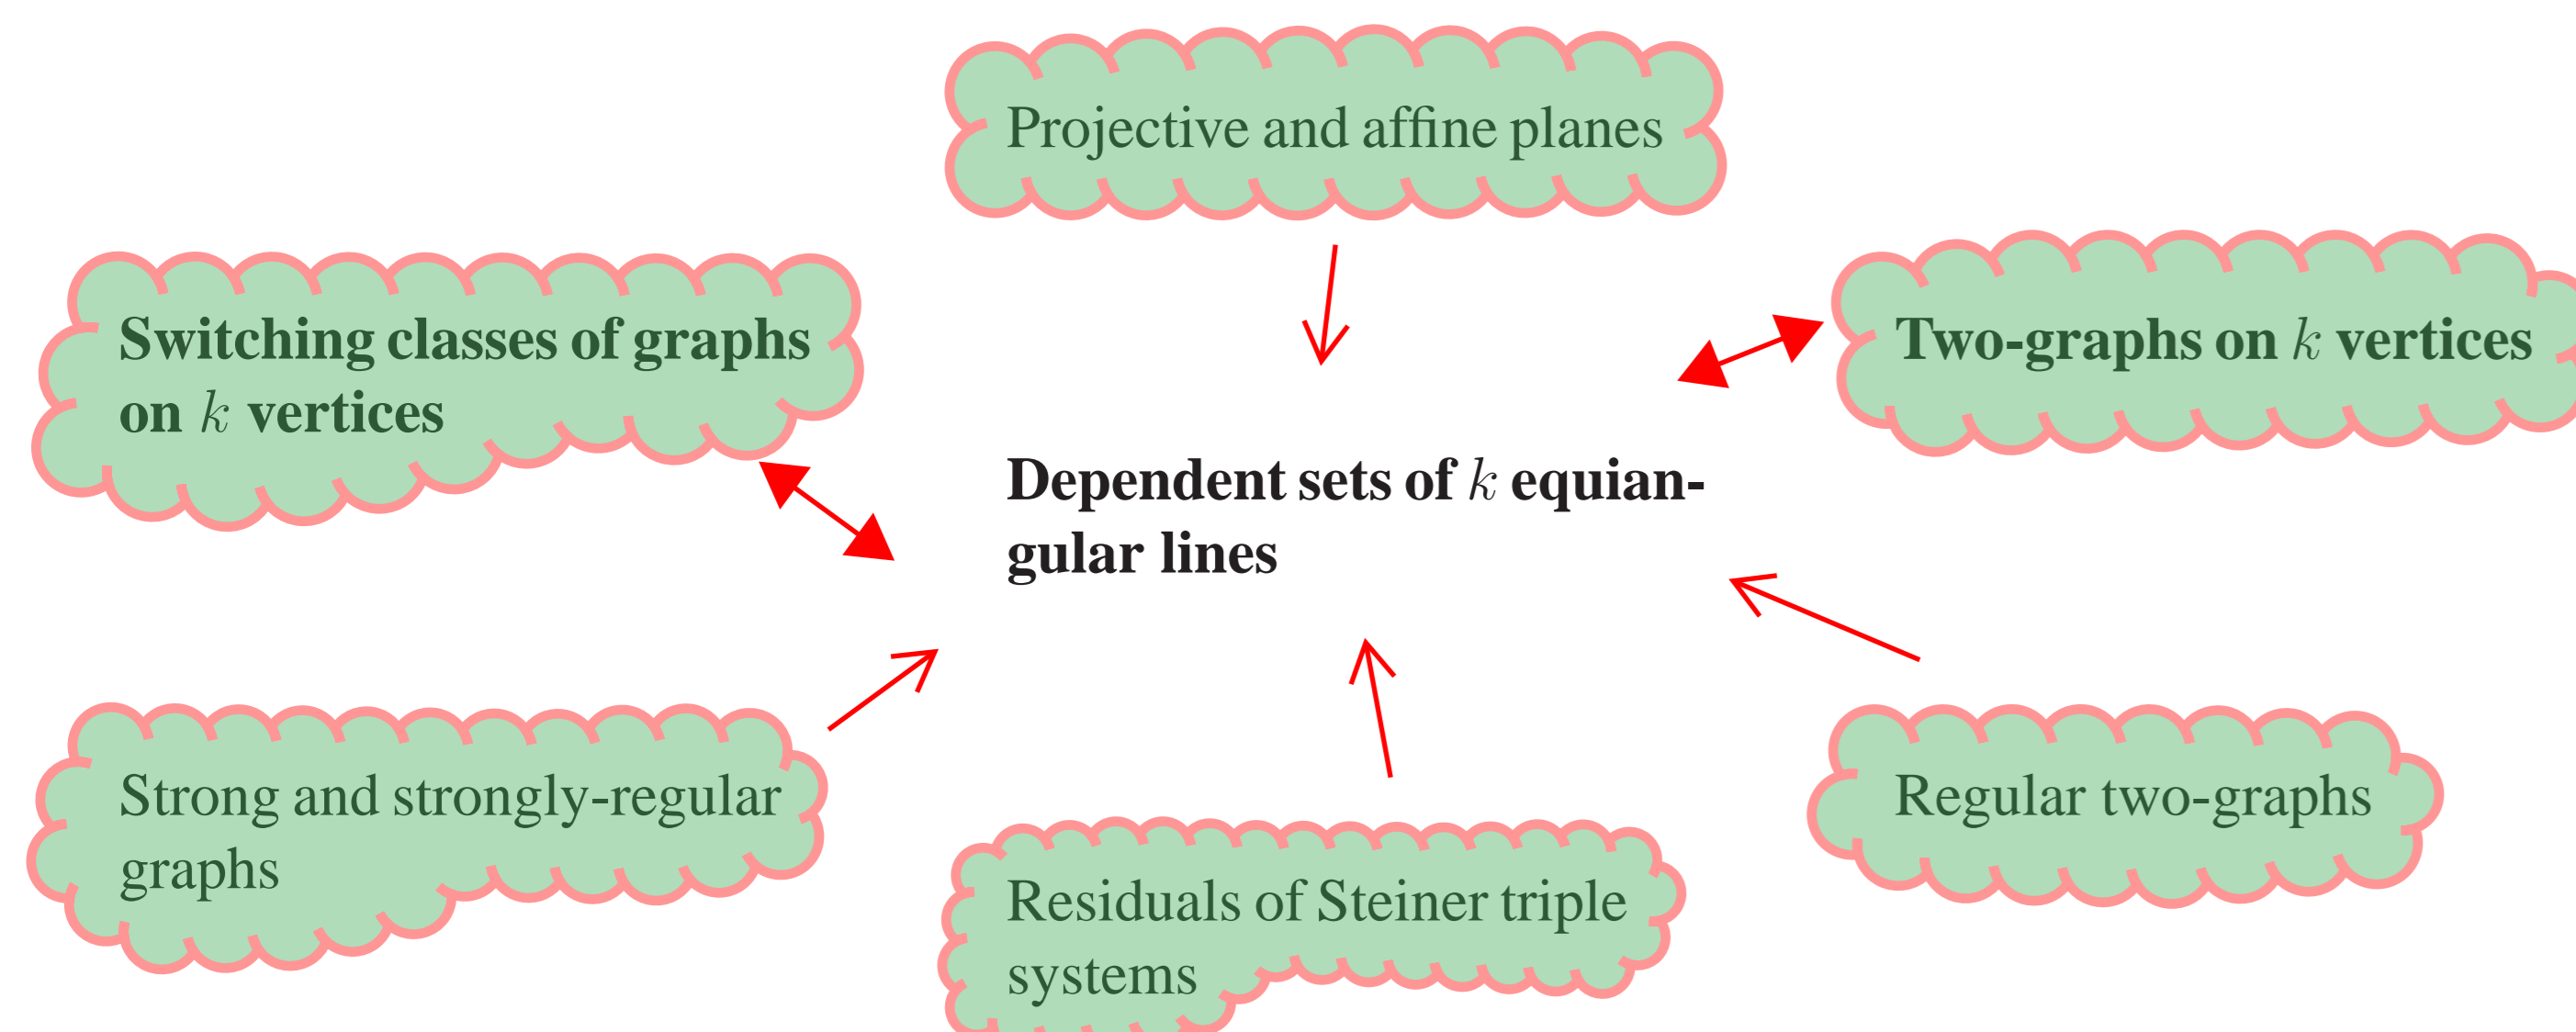 Projective and affine planes
Switching classes of graphs
on k vertices
Two-graphs on k vertices
Dependent sets of k equian-
gular lines
Strong and strongly-regular
graphs
Residuals of Steiner triple
systems
Regular two-graphs